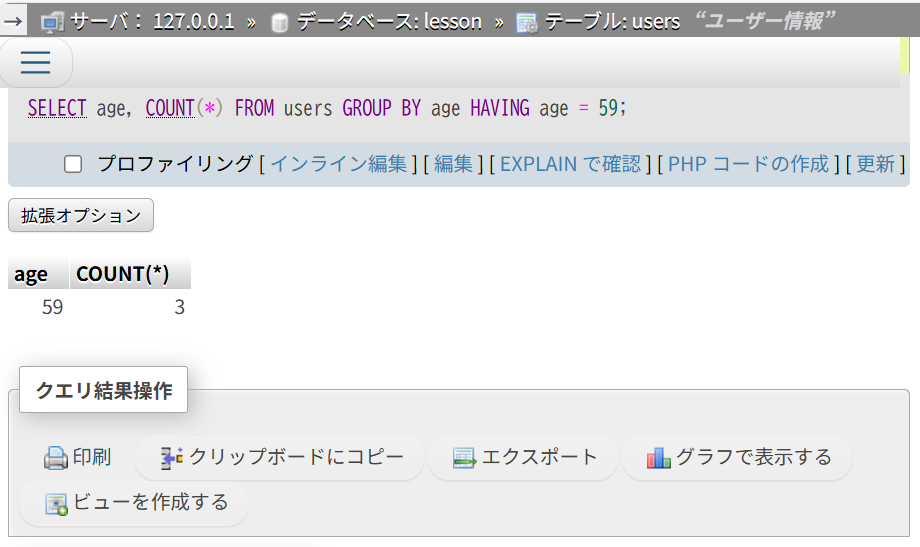 → サーバ: 127.0.0.1 » データベース: lesson » テーブル: users “ユーザー情報”
SELECT age, COUNT(*) FROM users GROUP BY age HAVING age = 59;
プロファイリング [ インライン編集 ] [ 編集 ] [ EXPLAIN で確認 ] [ PHP コードの作成 ] [ 更新 ]
拡張オプション
age COUNT(*)
59 3
クエリ結果操作
印刷 クリップボードにコピー エクスポート グラフで表示する
ビューを作成する